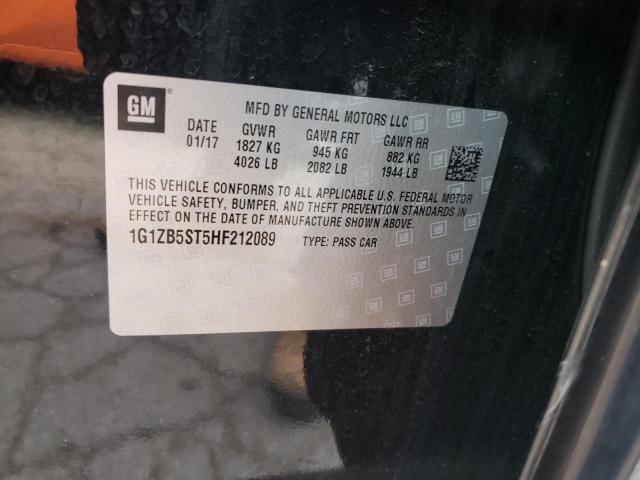 GM
MFD BY GENERAL MOTORS LLC
DATE GVWR GAWR FRT GAWR RR
01/17 1827 KG 945 KG 882 KG
4026 LB 2082 LB 1944 LB
THIS VEHICLE CONFORMS TO ALL APPLICABLE U.S. FEDERAL MOTOR
VEHICLE SAFETY, BUMPER, AND THEFT PREVENTION STANDARDS IN
EFFECT ON THE DATE OF MANUFACTURE SHOWN ABOVE.
1G1ZB5ST5HF212089 TYPE: PASS CAR